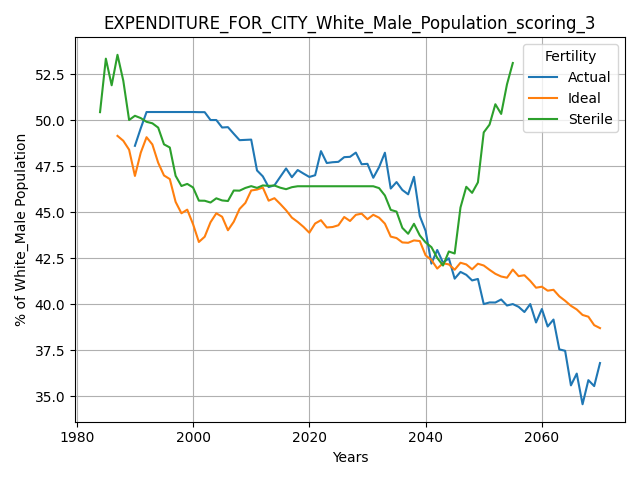 EXPENDITURE_FOR_CITY_White_Male_Population_scoring_3
Fertility
Actual
Ideal
Sterile
% of White_Male Population
52.5
50.0
47.5
45.0
42.5
40.0
37.5
35.0
1980
2000
2020
2040
2060
Years